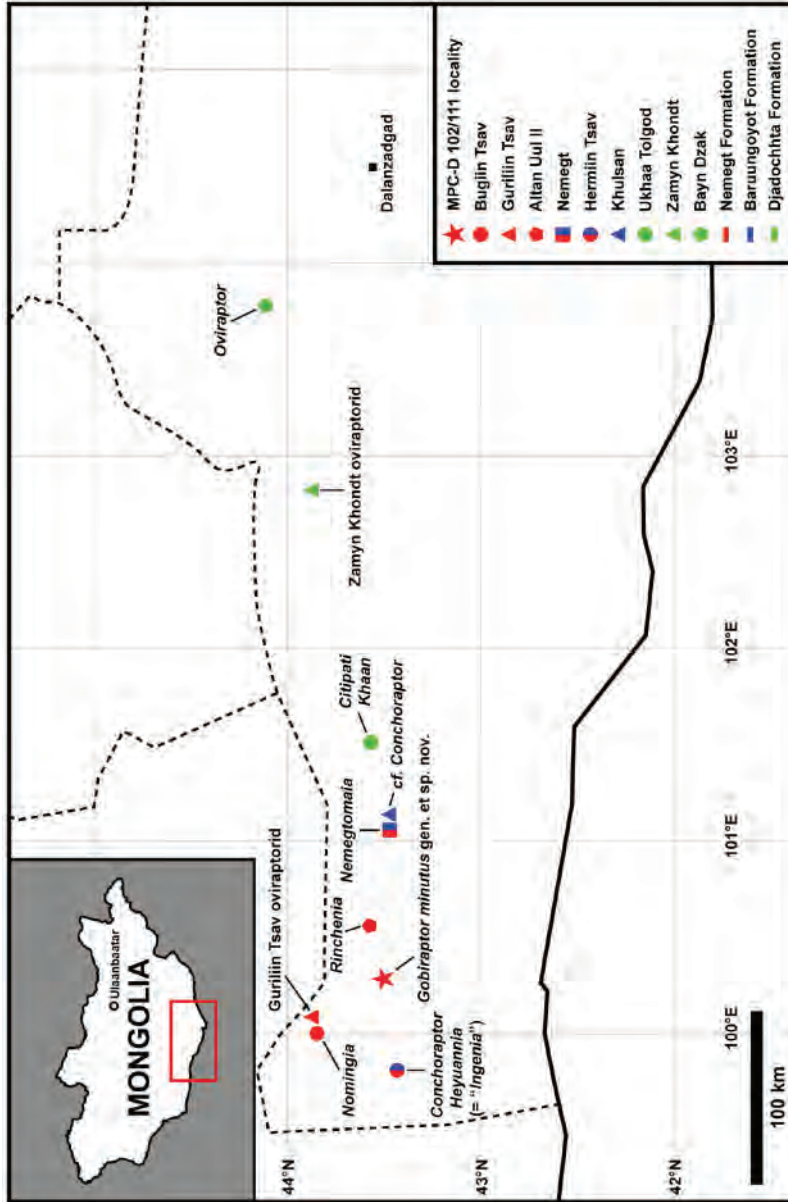 MONGOLIA
Ulaanbaatar
44°N
43°N
42°N
100°E
101°E
102°E
103°E
100 km
Guriliin Tsav oviraptorid
Nomingia
Conchoraptor
Heyuannia
(= "Ingenia")
Rinchenia
Gobiraptor minutus gen. et sp. nov.
Nemegtomaia
cf. Conchoraptor
Citipati
Khaan
Zamyn Khondt oviraptorid
Oviraptor
Dalanzadgad
MPC-D 102/111 locality
Bugiin Tsav
Guriliin Tsav
Altan Uul II
Nemegt
Hermiin Tsav
Khulsan
Ukhaa Tolgod
Zamyn Khondt
Bayn Dzak
Nemegt Formation
Baruungoyot Formation
Djadochhta Formation